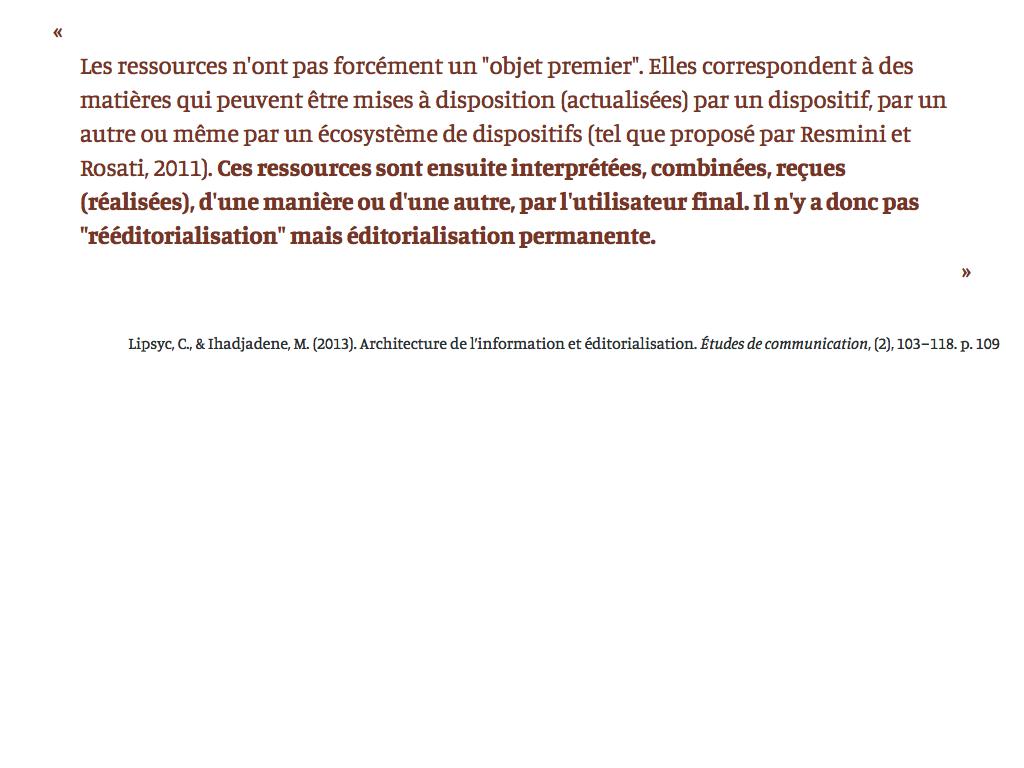 «
Les ressources n'ont pas forcément un "objet premier". Elles correspondent à des
matières qui peuvent être mises à disposition (actualisées) par un dispositif, par un
autre ou même par un écosystème de dispositifs (tel que proposé par Resmini et
Rosati, 2011). Ces ressources sont ensuite interprétées, combinées, reçues
(réalisées), d'une manière ou d'une autre, par l'utilisateur final. Il n'y a donc pas
"rééditorialisation" mais éditorialisation permanente.
»
Lipsyc, C., & Ihadjadene, M. (2013). Architecture de l'information et éditorialisation. Études de communication, (2), 103–118. p. 109